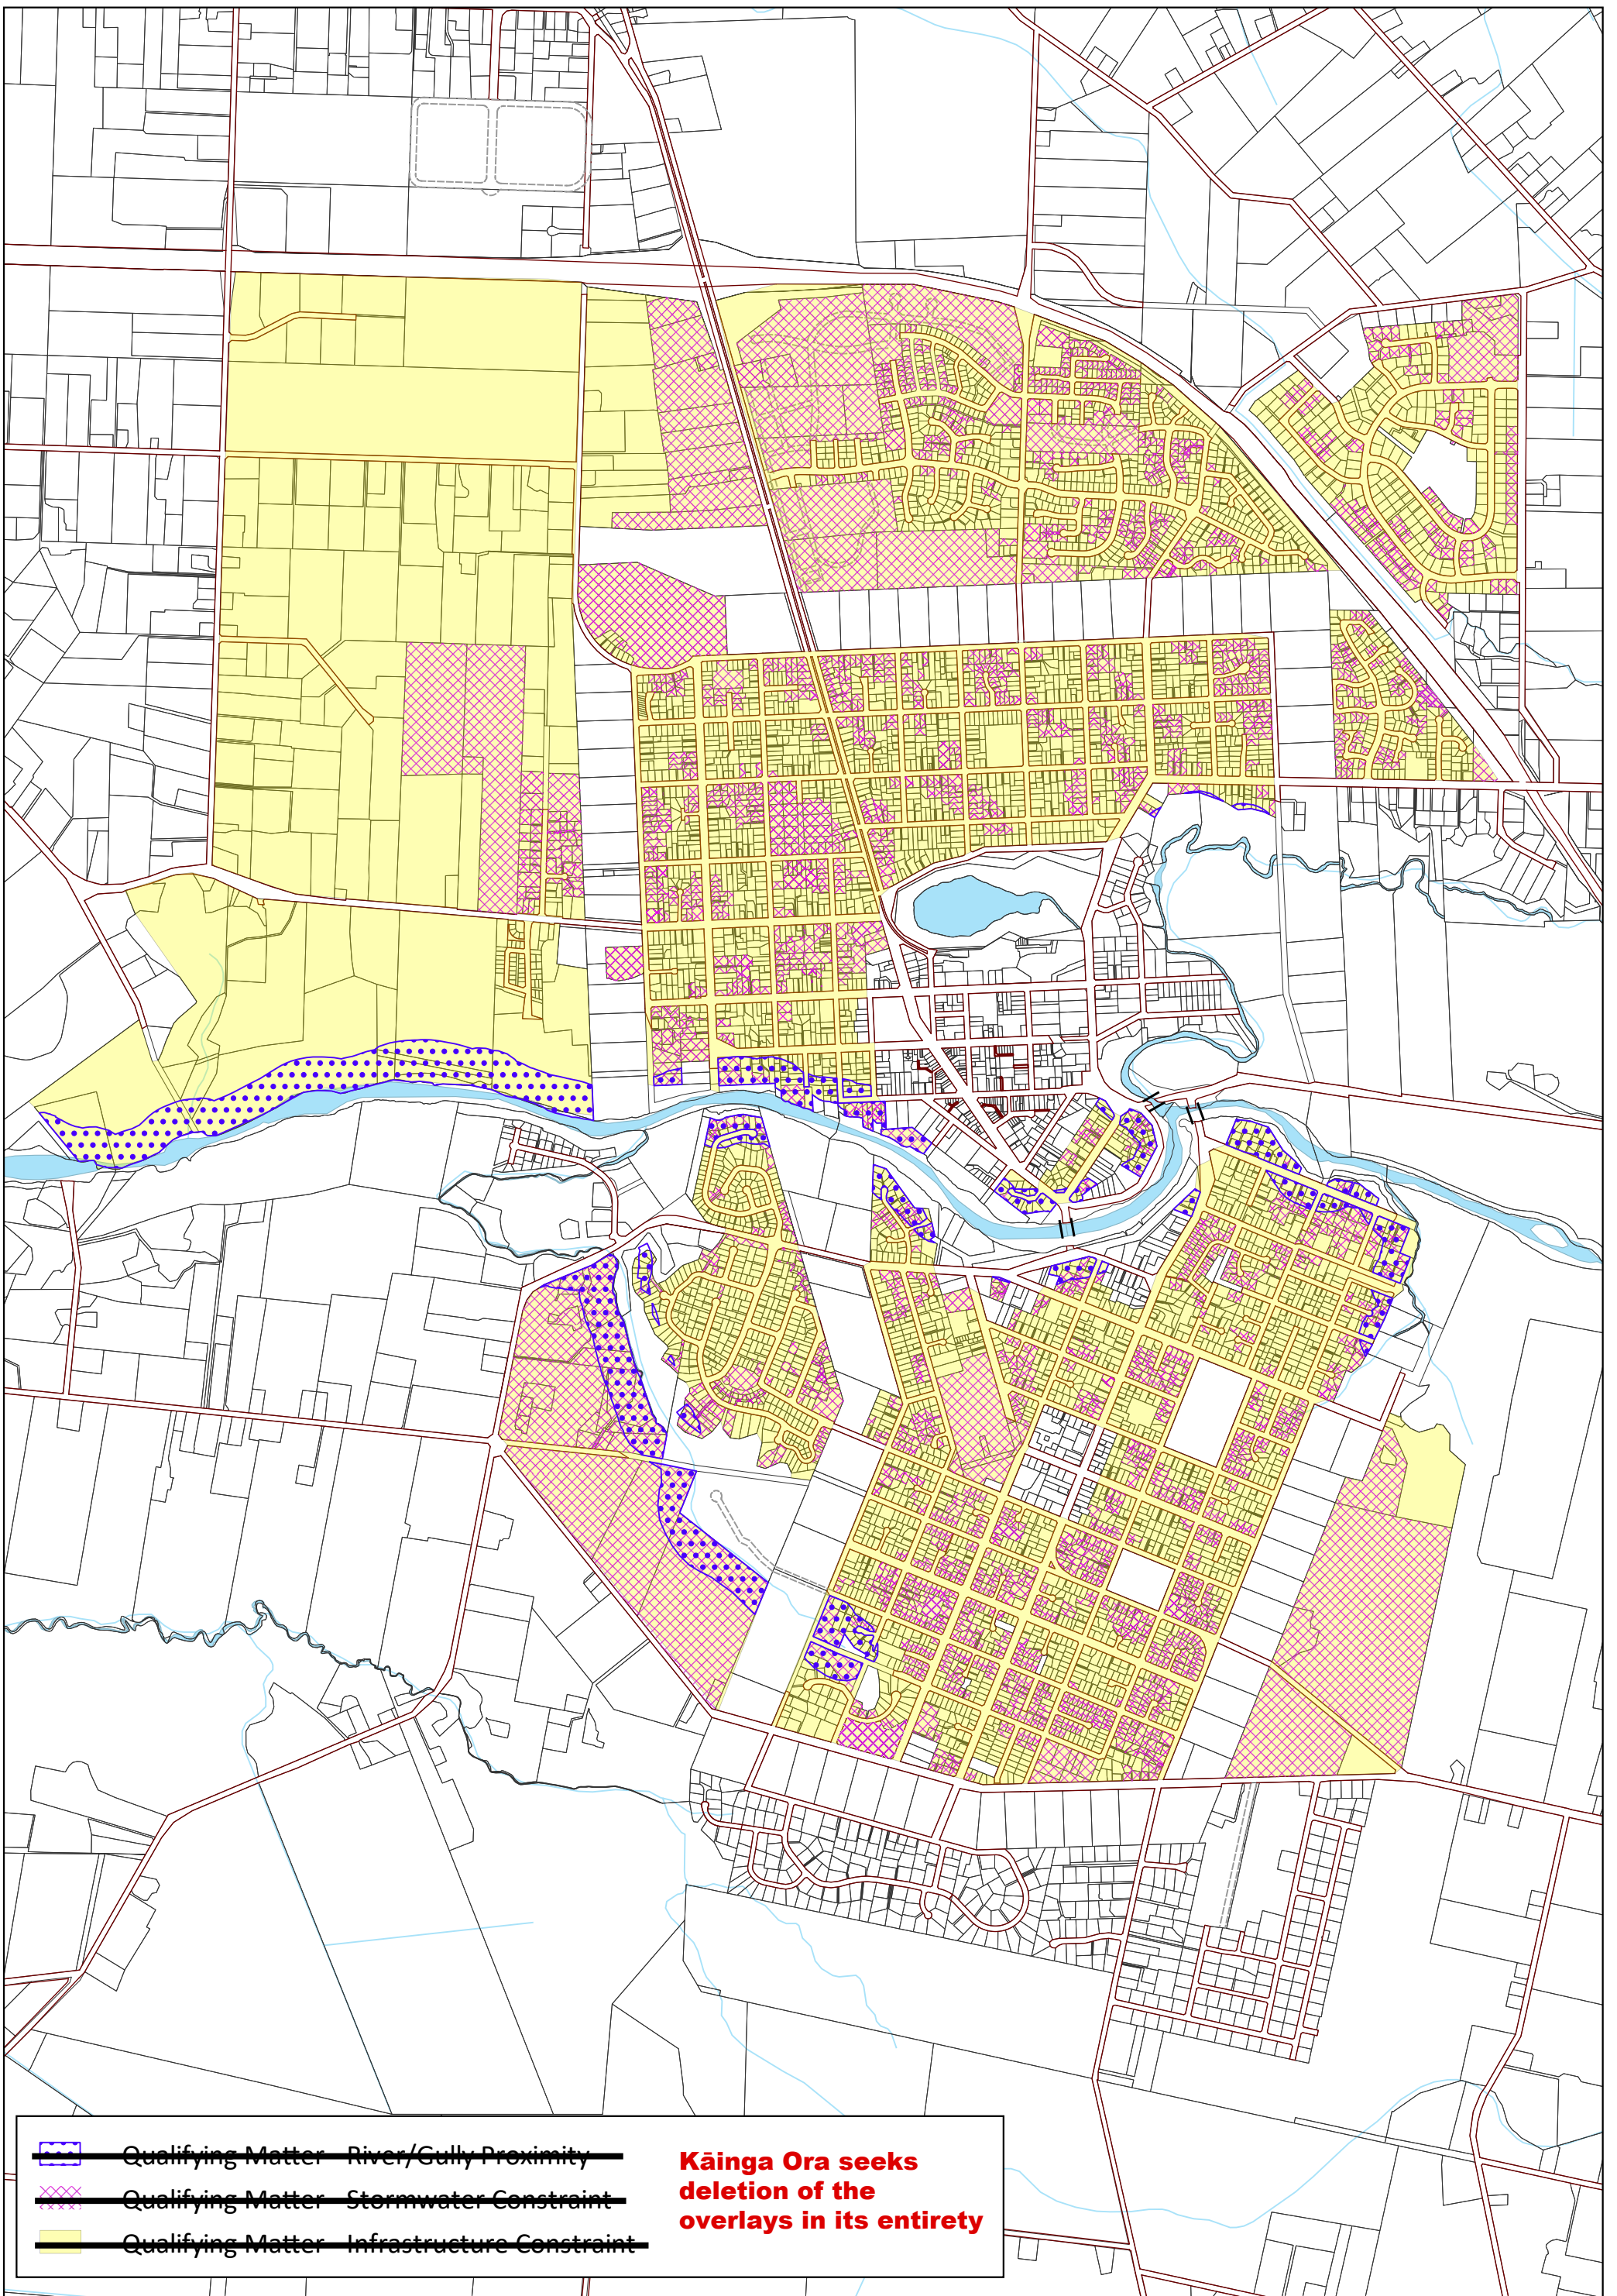 Qualifying Matter - River/Gully Proximity
Qualifying Matter - Stormwater Constraint
Qualifying Matter - Infrastructure Constraint
Kāinga Ora seeks
deletion of the
overlays in its entirety